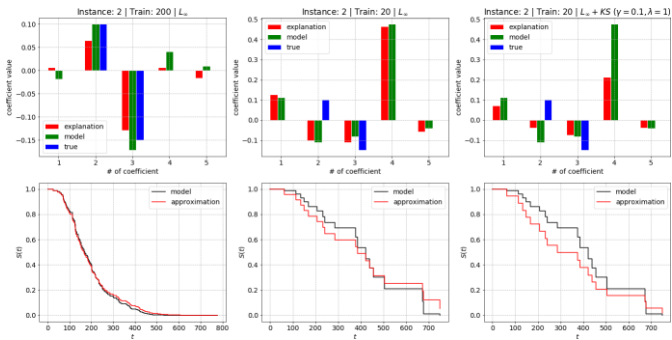 Instance: 2 | Train: 200 | L∞
Instance: 2 | Train: 20 | L∞
Instance: 2 | Train: 20 | L∞ + KS (γ = 0.1, λ = 1)
coefficient value
0.10
0.05
0.00
−0.05
−0.10
−0.15
explanation
model
true
1 2 3 4 5
# of coefficient
0.5
0.4
0.3
0.2
0.1
0.0
−0.1
explanation
model
true
1 2 3 4 5
# of coefficient
0.5
0.4
0.3
0.2
0.1
0.0
−0.1
explanation
model
true
1 2 3 4 5
# of coefficient
S(t)
1.0
0.8
0.6
0.4
0.2
0.0
model
approximation
0 100 200 300 400 500 600 700 800
t
S(t)
1.0
0.8
0.6
0.4
0.2
0.0
model
approximation
0 100 200 300 400 500 600 700
t
S(t)
1.0
0.8
0.6
0.4
0.2
0.0
model
approximation
0 100 200 300 400 500 600 700
t